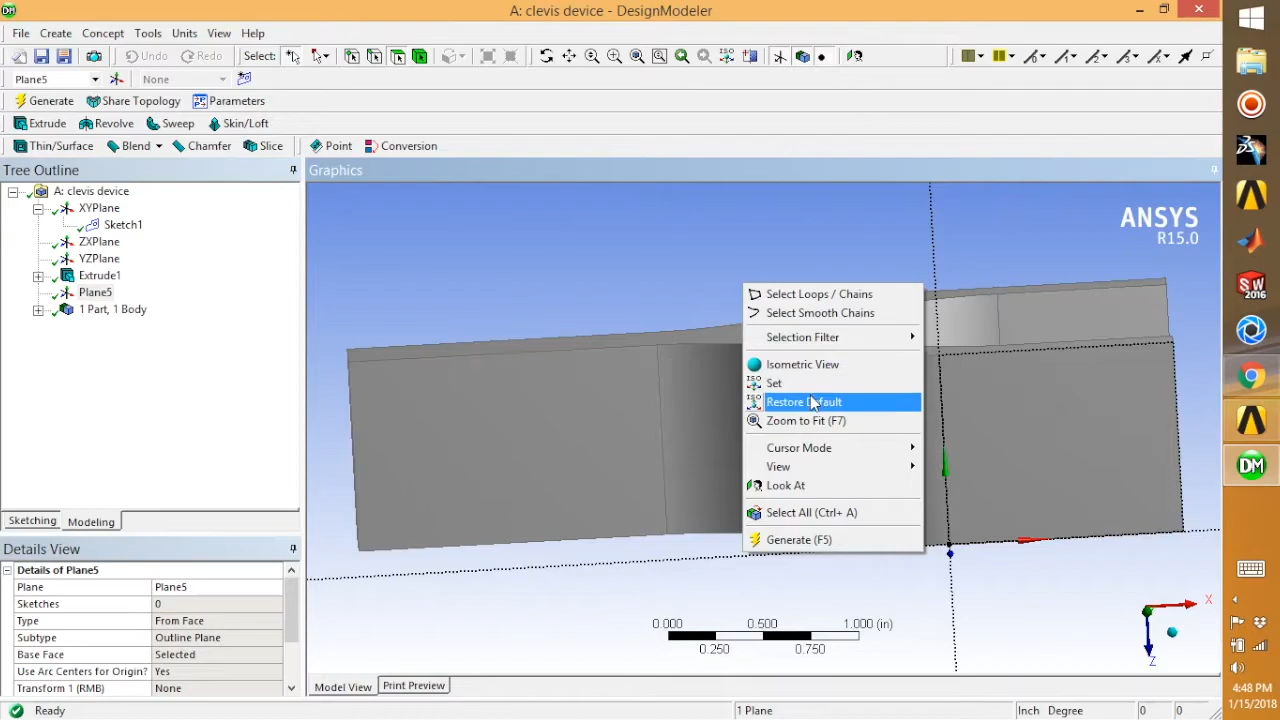 A: clevis device - DesignModeler
File Create Concept Tools Units View Help
Undo Redo Select:
Plane5 None
Generate Share Topology Parameters
Extrude Revolve Sweep Skin/Loft
Thin/Surface Blend Chamfer Slice Point Conversion
Tree Outline
A: clevis device
XYPlane
Sketch1
ZXPlane
YZPlane
Extrude1
Plane5
1 Part, 1 Body
Sketching Modeling
Details View
Details of Plane5
Plane Plane5
Sketches 0
Type From Face
Subtype Outline Plane
Base Face Selected
Use Arc Centers for Origin? Yes
Transform 1 (RMB) None
Graphics
ANSYS
R15.0
Select Loops / Chains
Select Smooth Chains
Selection Filter
Isometric View
ISO Set
ISO Restore Default
Zoom to Fit (F7)
Cursor Mode
View
Look At
Select All (Ctrl+ A)
Generate (F5)
0.000 0.500 1.000 (in)
0.250 0.750
X
Z
Model View Print Preview
Ready 1 Plane Inch Degree 0 0
DM
SW
2016
DM
4:48 PM
1/15/2018